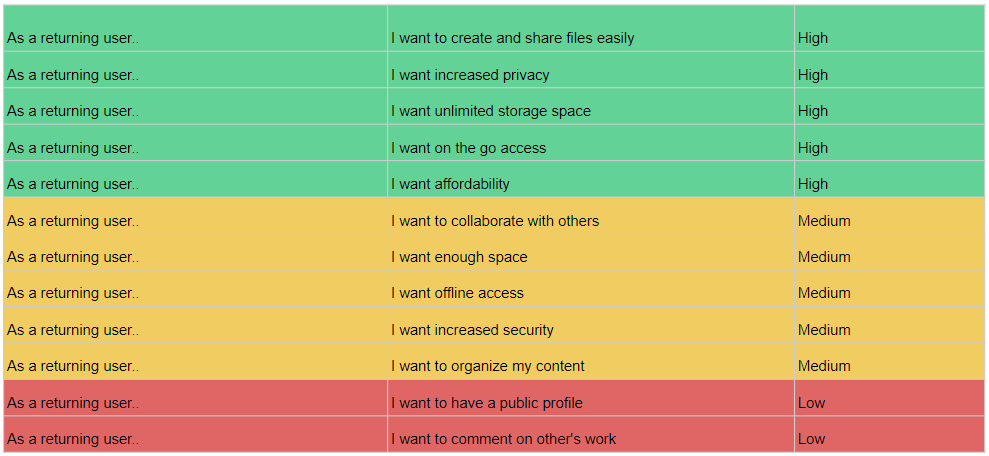 As a returning user.. I want to create and share files easily High
As a returning user.. I want increased privacy High
As a returning user.. I want unlimited storage space High
As a returning user.. I want on the go access High
As a returning user.. I want affordability High
As a returning user.. I want to collaborate with others Medium
As a returning user.. I want enough space Medium
As a returning user.. I want offline access Medium
As a returning user.. I want increased security Medium
As a returning user.. I want to organize my content Medium
As a returning user.. I want to have a public profile Low
As a returning user.. I want to comment on other's work Low